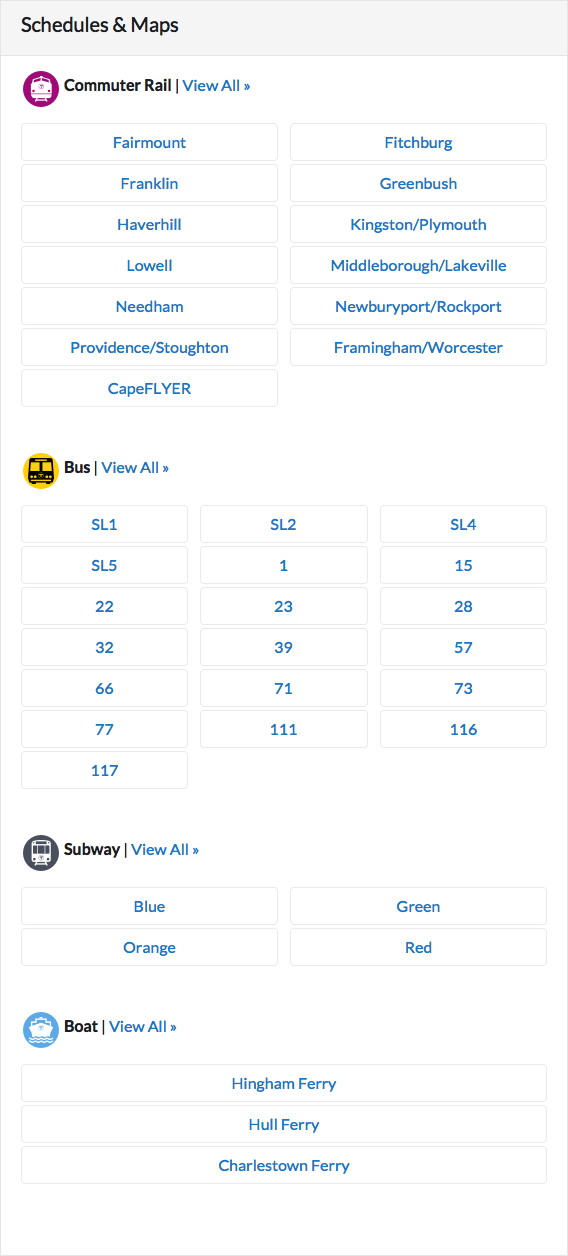 Schedules & Maps
Commuter Rail | View All »
Fairmount Fitchburg
Franklin Greenbush
Haverhill Kingston/Plymouth
Lowell Middleborough/Lakeville
Needham Newburyport/Rockport
Providence/Stoughton Framingham/Worcester
CapeFLYER
Bus | View All »
SL1 SL2 SL4
SL5 1 15
22 23 28
32 39 57
66 71 73
77 111 116
117
Subway | View All »
Blue Green
Orange Red
Boat | View All »
Hingham Ferry
Hull Ferry
Charlestown Ferry